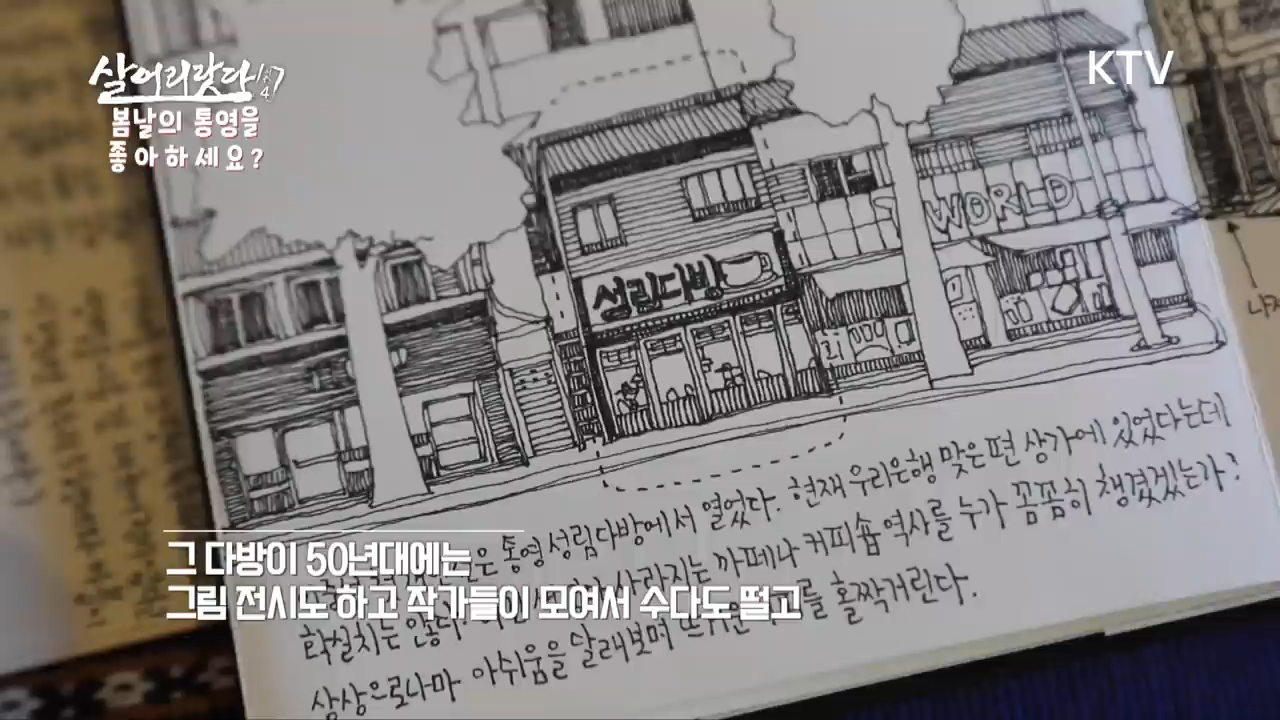 살어리랏다
봄날의 통영을
좋아하세요?
KTV
WORLD
성림다방
은 통영 성림다방에서 열었다. 현재 우리은행 맞은편 상가에 있었다는데
확실치는 않다. 사라지는 까페나 커피숍 역사를 누가 꼼꼼히 챙겼겠는가?
상상으로나마 아쉬움을 달래보며 를 홀짝거린다.
그 다방이 50년대에는
그림 전시도 하고 작가들이 모여서 수다도 떨고